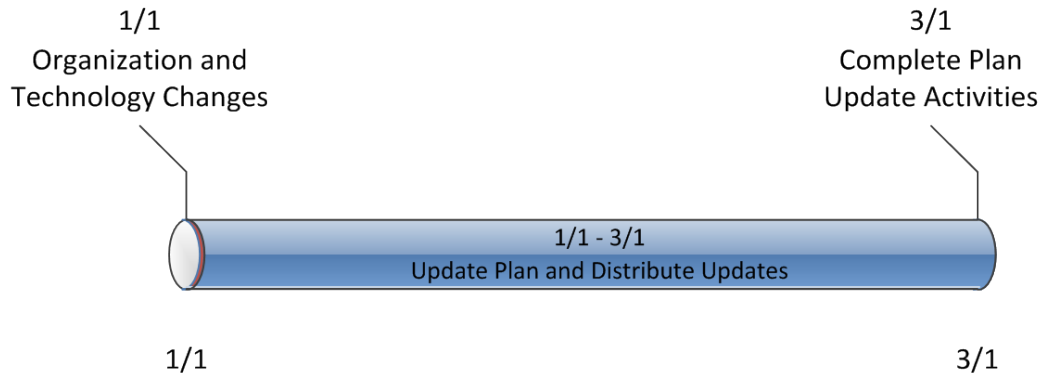 1/1
Organization and
Technology Changes
3/1
Complete Plan
Update Activities
1/1 - 3/1
Update Plan and Distribute Updates
1/1
3/1